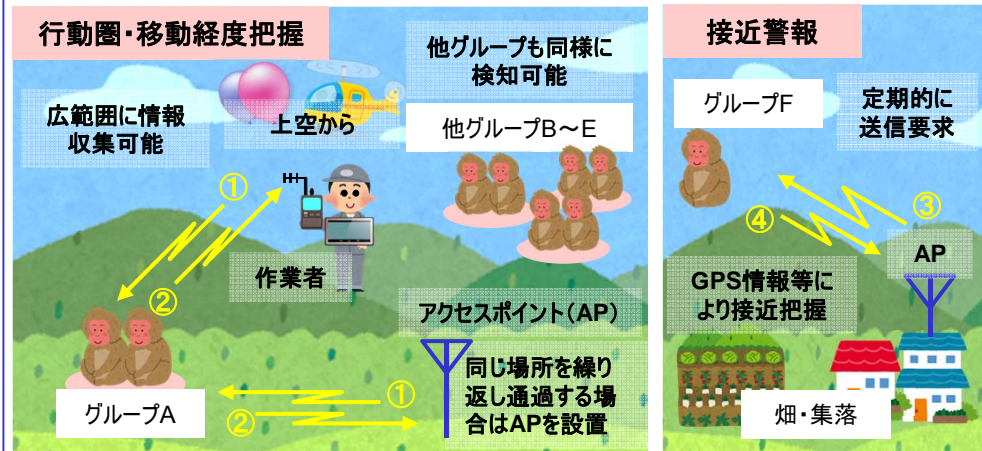 行動圏・移動経度把握
広範囲に情報
収集可能
上空から
他グループも同様に
検知可能
他グループB～E
①
②
作業者
グループA
アクセスポイント（AP）
①
②
同じ場所を繰り
返し通過する場
合はAPを設置
接近警報
グループF
定期的に
送信要求
③
④
AP
GPS情報等に
より接近把握
畑・集落